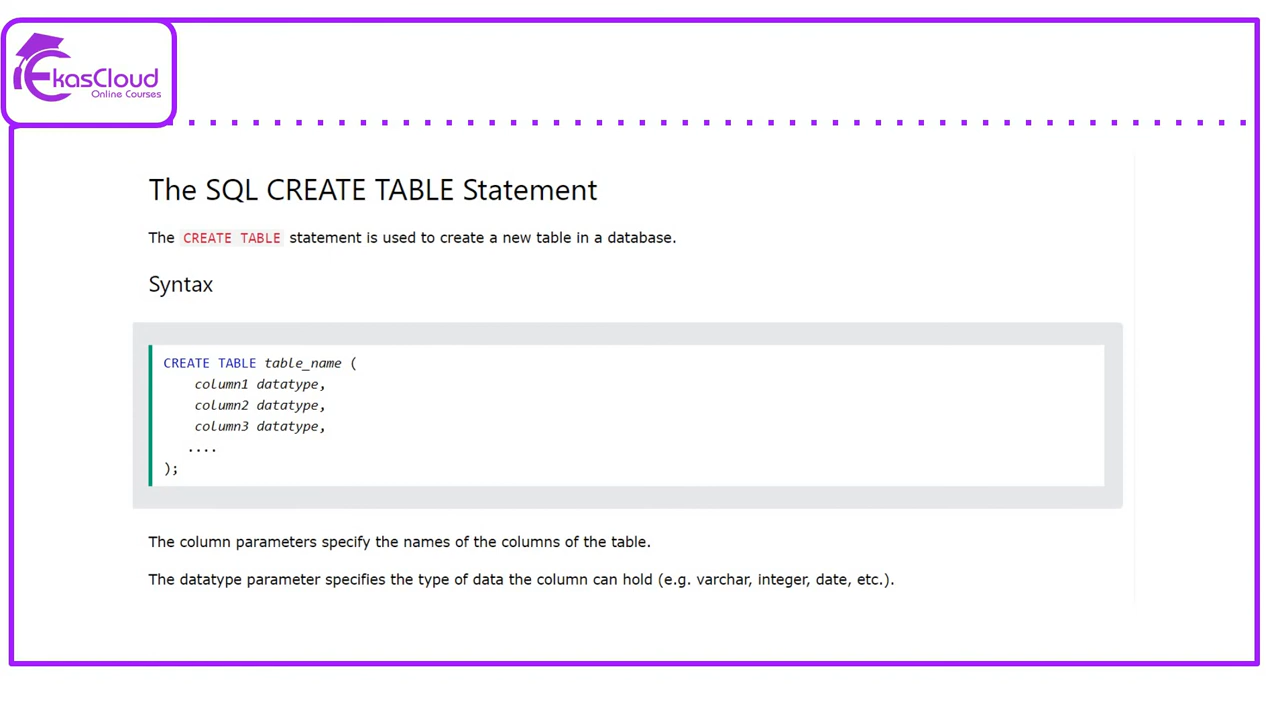 EkasCloud
Online Courses
The SQL CREATE TABLE Statement
The CREATE TABLE statement is used to create a new table in a database.
Syntax
CREATE TABLE table_name (
column1 datatype,
column2 datatype,
column3 datatype,
....
);
The column parameters specify the names of the columns of the table.
The datatype parameter specifies the type of data the column can hold (e.g. varchar, integer, date, etc.).